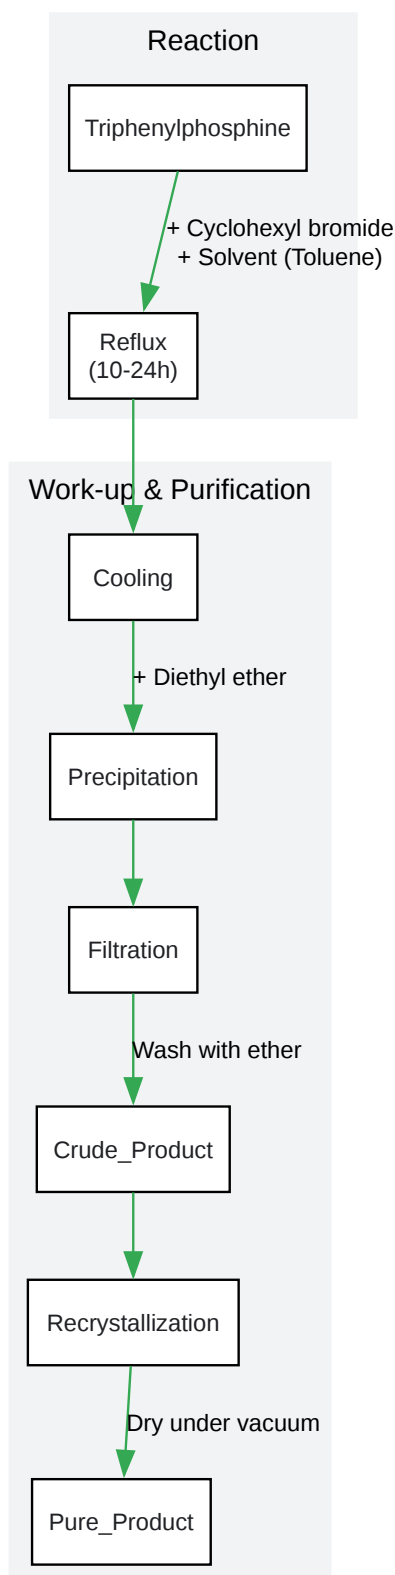 Reaction
Triphenylphosphine
+ Cyclohexyl bromide
+ Solvent (Toluene)
Reflux
(10-24h)
Work-up & Purification
Cooling
+ Diethyl ether
Precipitation
Filtration
Wash with ether
Crude_Product
Recrystallization
Dry under vacuum
Pure_Product